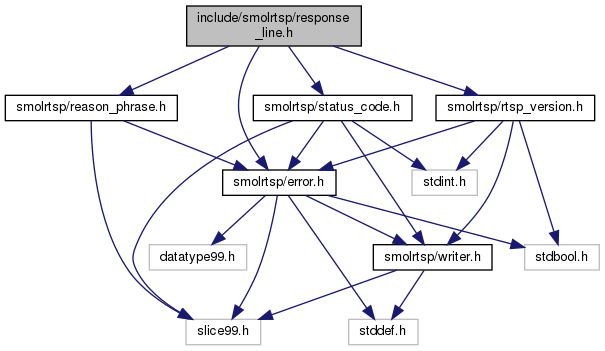 include/smolrtsp/response
_line.h
smolrtsp/reason_phrase.h
smolrtsp/status_code.h
smolrtsp/rtsp_version.h
smolrtsp/error.h
stdint.h
datatype99.h
smolrtsp/writer.h
stdbool.h
slice99.h
stddef.h